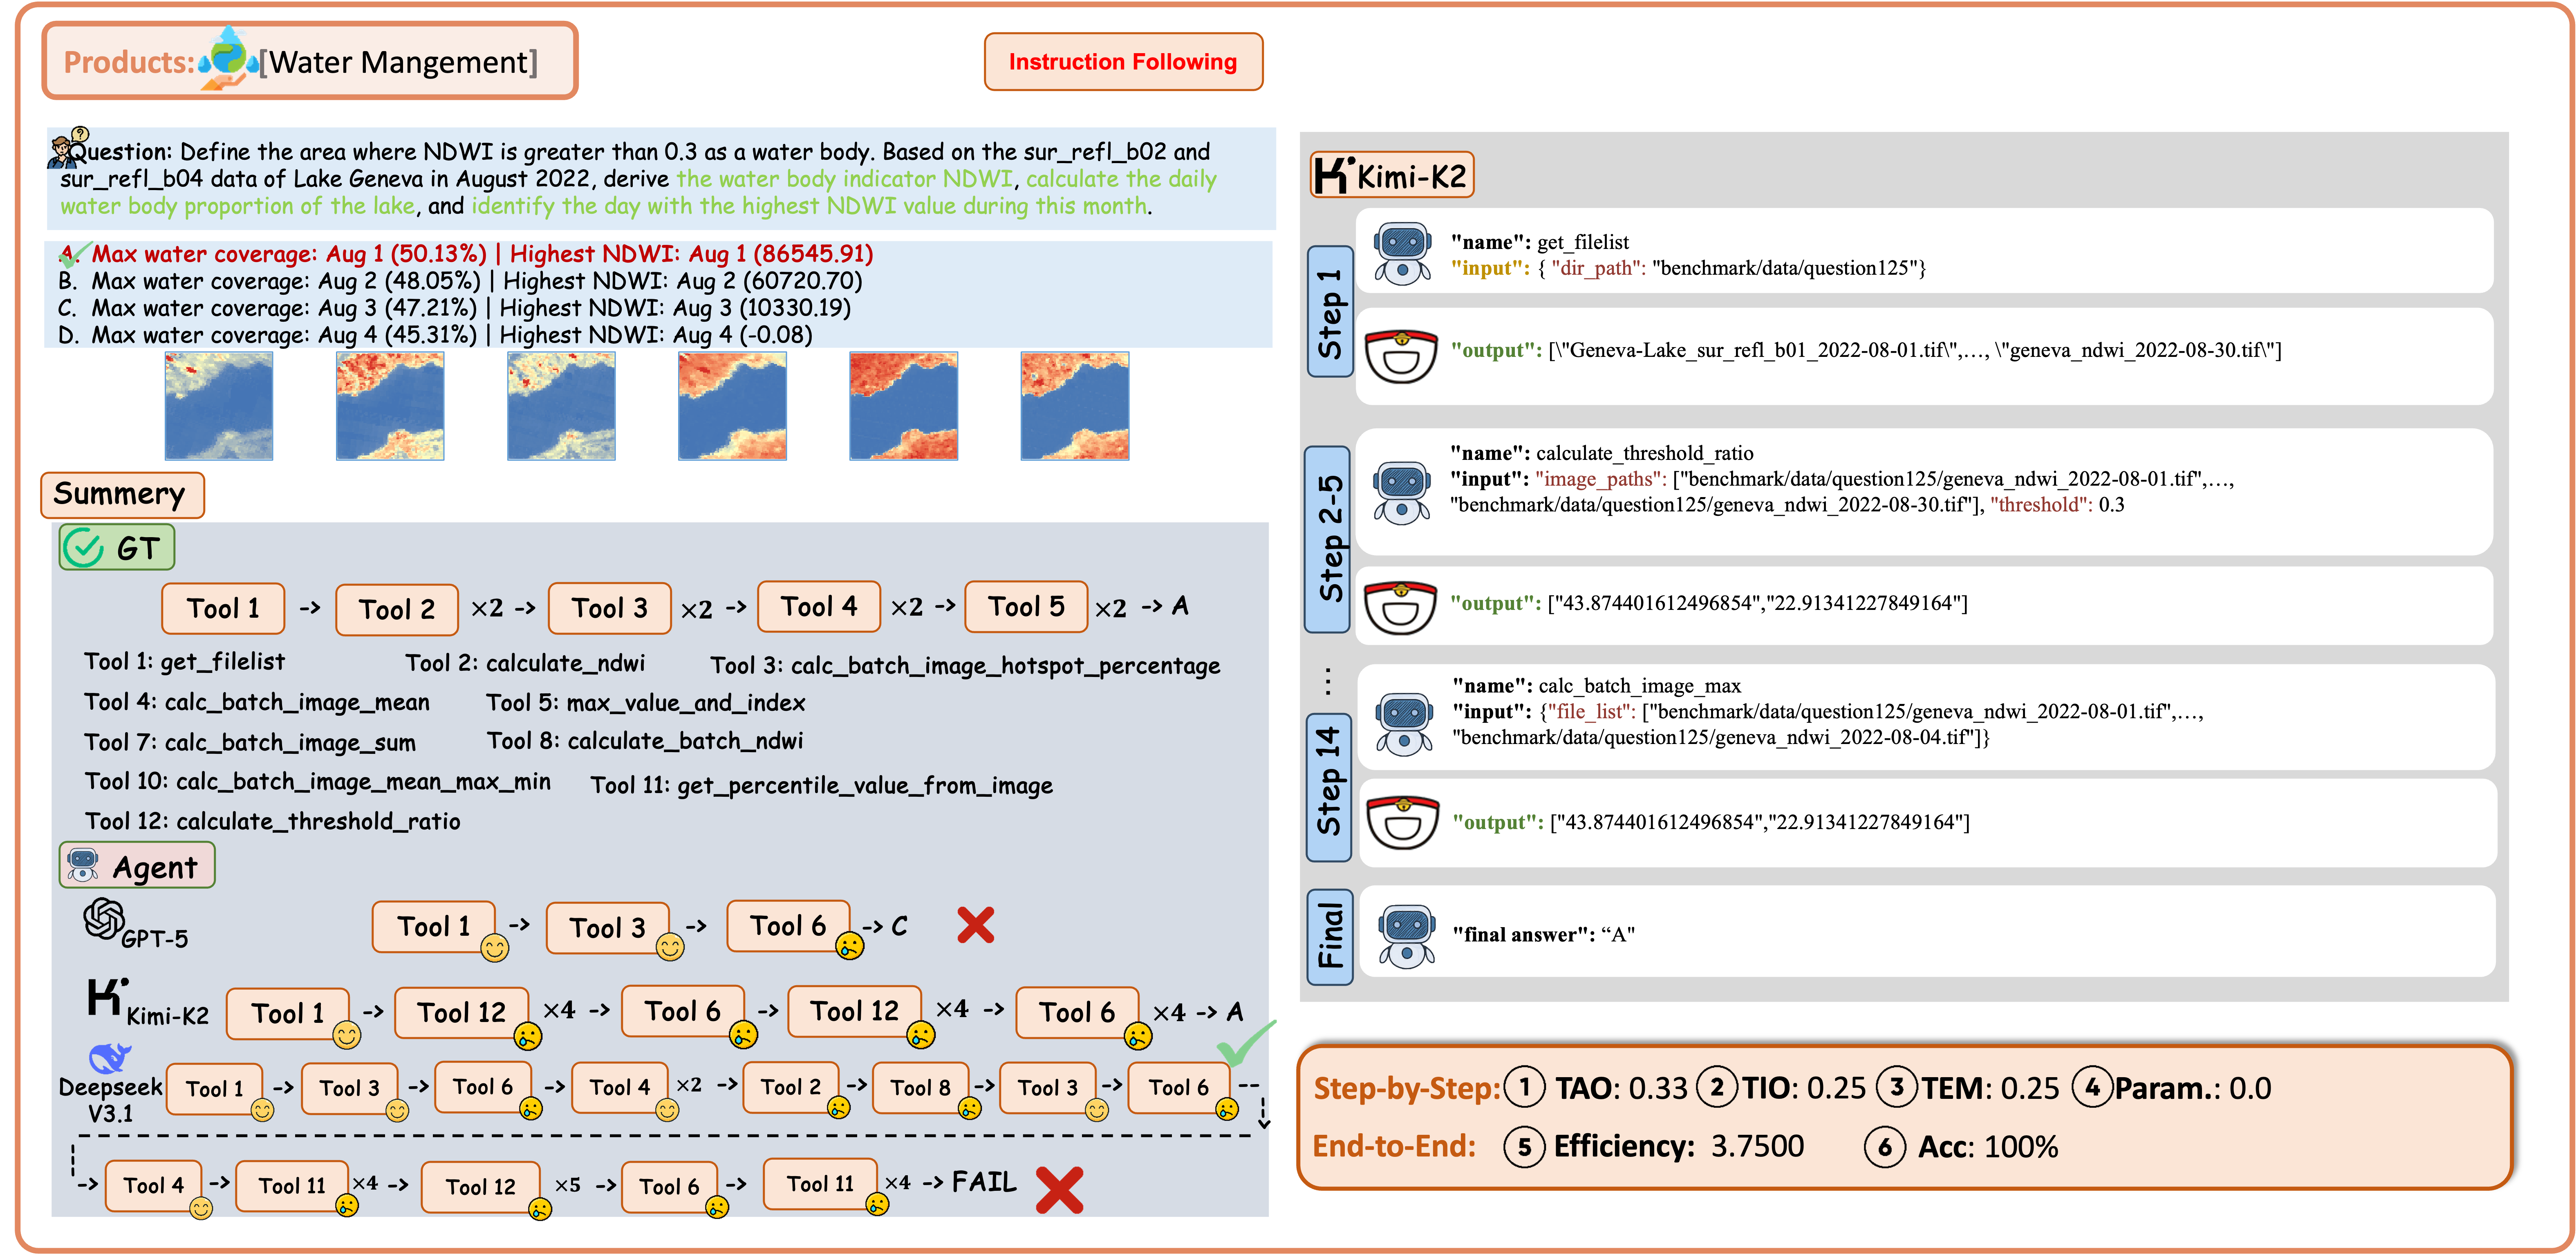 Products: [Water Mangement]
Instruction Following
Question: Define the area where NDWI is greater than 0.3 as a water body. Based on the sur_refl_b02 and
sur_refl_b04 data of Lake Geneva in August 2022, derive the water body indicator NDWI, calculate the daily
water body proportion of the lake, and identify the day with the highest NDWI value during this month.
A. Max water coverage: Aug 1 (50.13%) | Highest NDWI: Aug 1 (86545.91)
B. Max water coverage: Aug 2 (48.05%) | Highest NDWI: Aug 2 (60720.70)
C. Max water coverage: Aug 3 (47.21%) | Highest NDWI: Aug 3 (10330.19)
D. Max water coverage: Aug 4 (45.31%) | Highest NDWI: Aug 4 (-0.08)
Summery
GT
Tool 1 -> Tool 2 ×2 -> Tool 3 ×2 -> Tool 4 ×2 -> Tool 5 ×2 -> A
Tool 1: get_filelist Tool 2: calculate_ndwi Tool 3: calc_batch_image_hotspot_percentage
Tool 4: calc_batch_image_mean Tool 5: max_value_and_index
Tool 7: calc_batch_image_sum Tool 8: calculate_batch_ndwi
Tool 10: calc_batch_image_mean_max_min Tool 11: get_percentile_value_from_image
Tool 12: calculate_threshold_ratio
Agent
GPT-5 Tool 1 -> Tool 3 -> Tool 6 -> C
Kimi-K2 Tool 1 -> Tool 12 ×4 -> Tool 6 -> Tool 12 ×4 -> Tool 6 ×4 -> A
Deepseek V3.1 Tool 1 -> Tool 3 -> Tool 6 -> Tool 4 ×2 -> Tool 2 -> Tool 8 -> Tool 3 -> Tool 6 --
-> Tool 4 -> Tool 11 ×4 -> Tool 12 ×5 -> Tool 6 -> Tool 11 ×4 -> FAIL
Kimi-K2
Step 1
"name": get_filelist
"input": { "dir_path": "benchmark/data/question125"}
"output": [\"Geneva-Lake_sur_refl_b01_2022-08-01.tif\",..., \"geneva_ndwi_2022-08-30.tif\"]
Step 2-5
"name": calculate_threshold_ratio
"input": "image_paths": ["benchmark/data/question125/geneva_ndwi_2022-08-01.tif",...,
"benchmark/data/question125/geneva_ndwi_2022-08-30.tif"], "threshold": 0.3
"output": ["43.874401612496854","22.91341227849164"]
...
Step 14
"name": calc_batch_image_max
"input": {"file_list": ["benchmark/data/question125/geneva_ndwi_2022-08-01.tif",...,
"benchmark/data/question125/geneva_ndwi_2022-08-04.tif"]}
"output": ["43.874401612496854","22.91341227849164"]
Final
"final answer": “A"
Step-by-Step: 1 TAO: 0.33 2 TIO: 0.25 3 TEM: 0.25 4 Param.: 0.0
End-to-End: 5 Efficiency: 3.7500 6 Acc: 100%